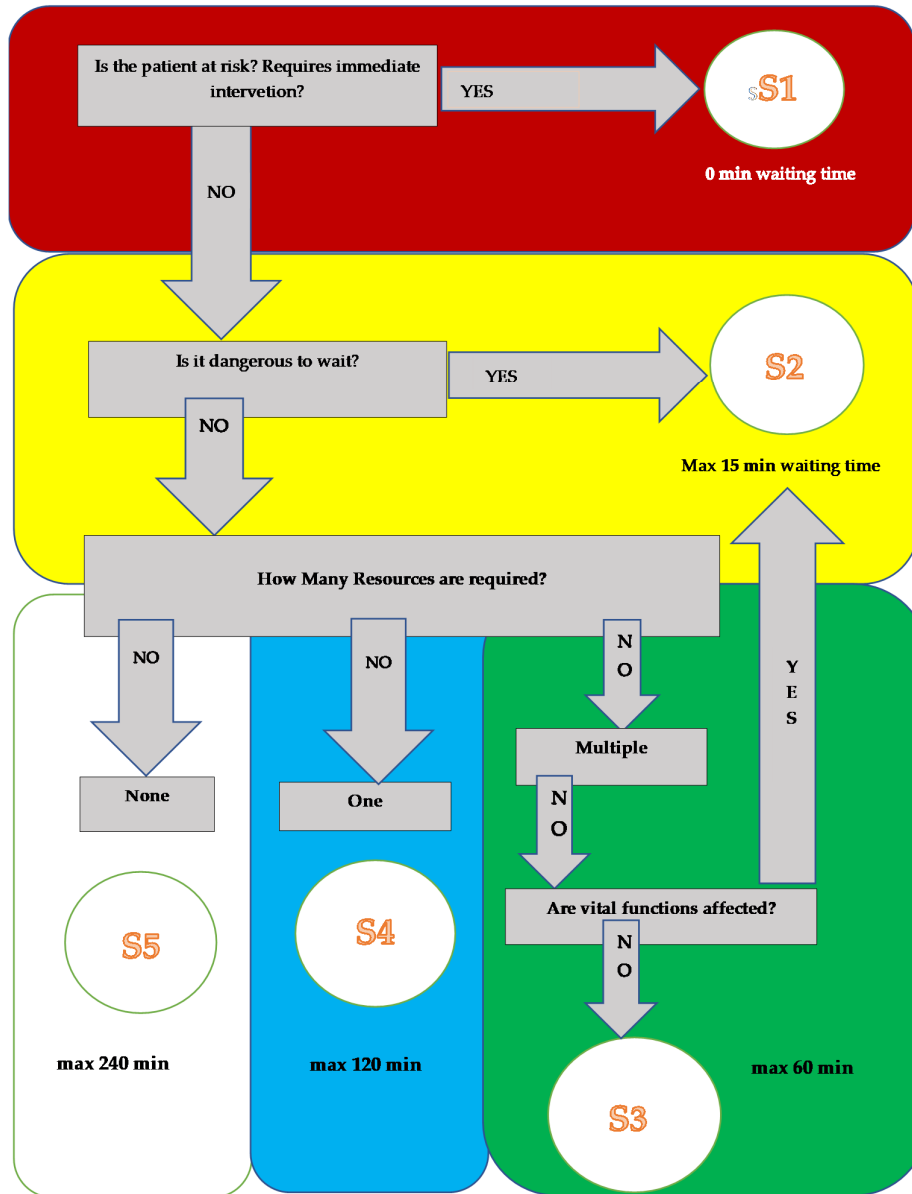 Is the patient at risk? Requires immediate
intervetion?
YES
sS1
0 min waiting time
NO
Is it dangerous to wait?
YES
S2
NO
Max 15 min waiting time
How Many Resources are required?
NO
NO
N
O
Y
E
S
Multiple
None
One
N
O
Are vital functions affected?
S5
S4
N
O
max 240 min
max 120 min
max 60 min
S3